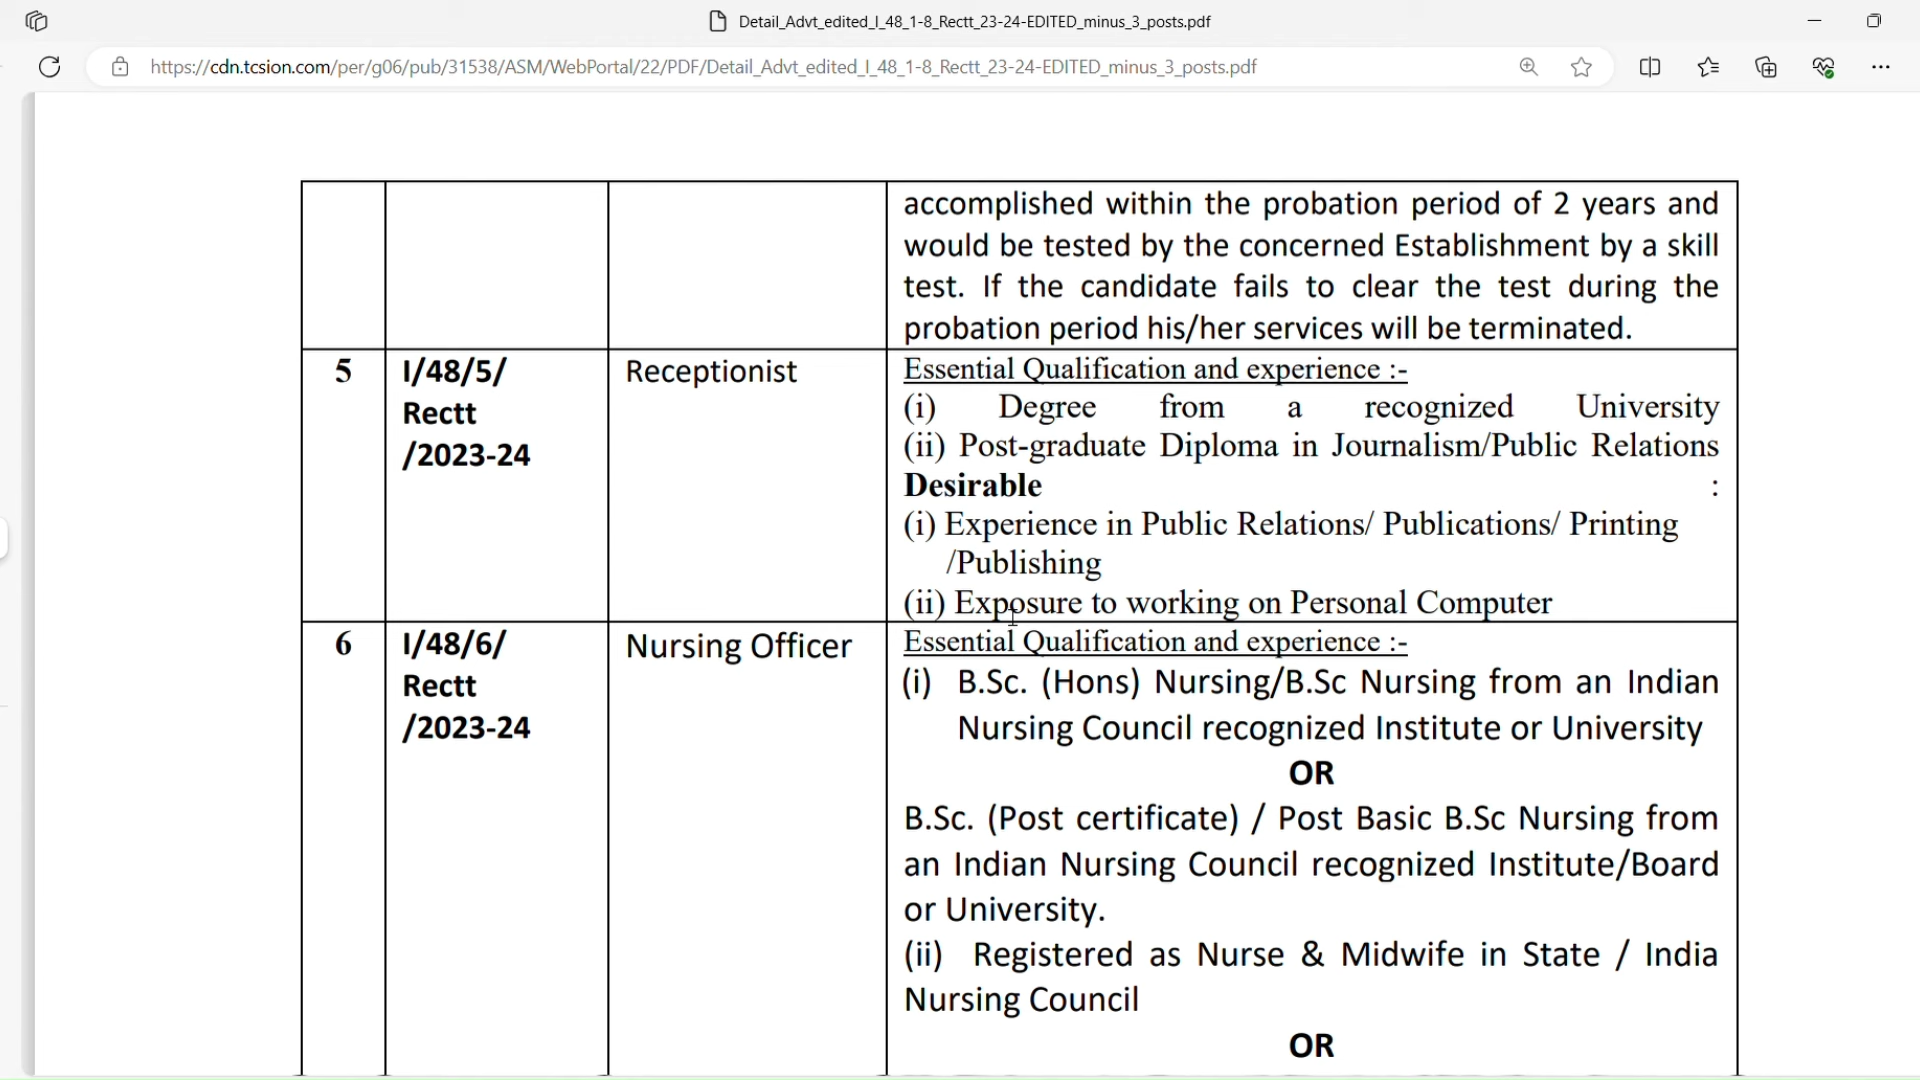 Detail_Advt_edited_I_48_1-8_Rectt_23-24-EDITED_minus_3_posts.pdf
https://cdn.tcsion.com/per/g06/pub/31538/ASM/WebPortal/22/PDF/Detail_Advt_edited_I_48_1-8_Rectt_23-24-EDITED_minus_3_posts.pdf
accomplished within the probation period of 2 years and
would be tested by the concerned Establishment by a skill
test. If the candidate fails to clear the test during the
probation period his/her services will be terminated.
5
I/48/5/
Rectt
/2023-24
Receptionist
Essential Qualification and experience :-
(i) Degree from a recognized University
(ii) Post-graduate Diploma in Journalism/Public Relations
Desirable :
(i) Experience in Public Relations/ Publications/ Printing
/Publishing
(ii) Exposure to working on Personal Computer
6
I/48/6/
Rectt
/2023-24
Nursing Officer
Essential Qualification and experience :-
(i) B.Sc. (Hons) Nursing/B.Sc Nursing from an Indian
Nursing Council recognized Institute or University
OR
B.Sc. (Post certificate) / Post Basic B.Sc Nursing from
an Indian Nursing Council recognized Institute/Board
or University.
(ii) Registered as Nurse & Midwife in State / India
Nursing Council
OR